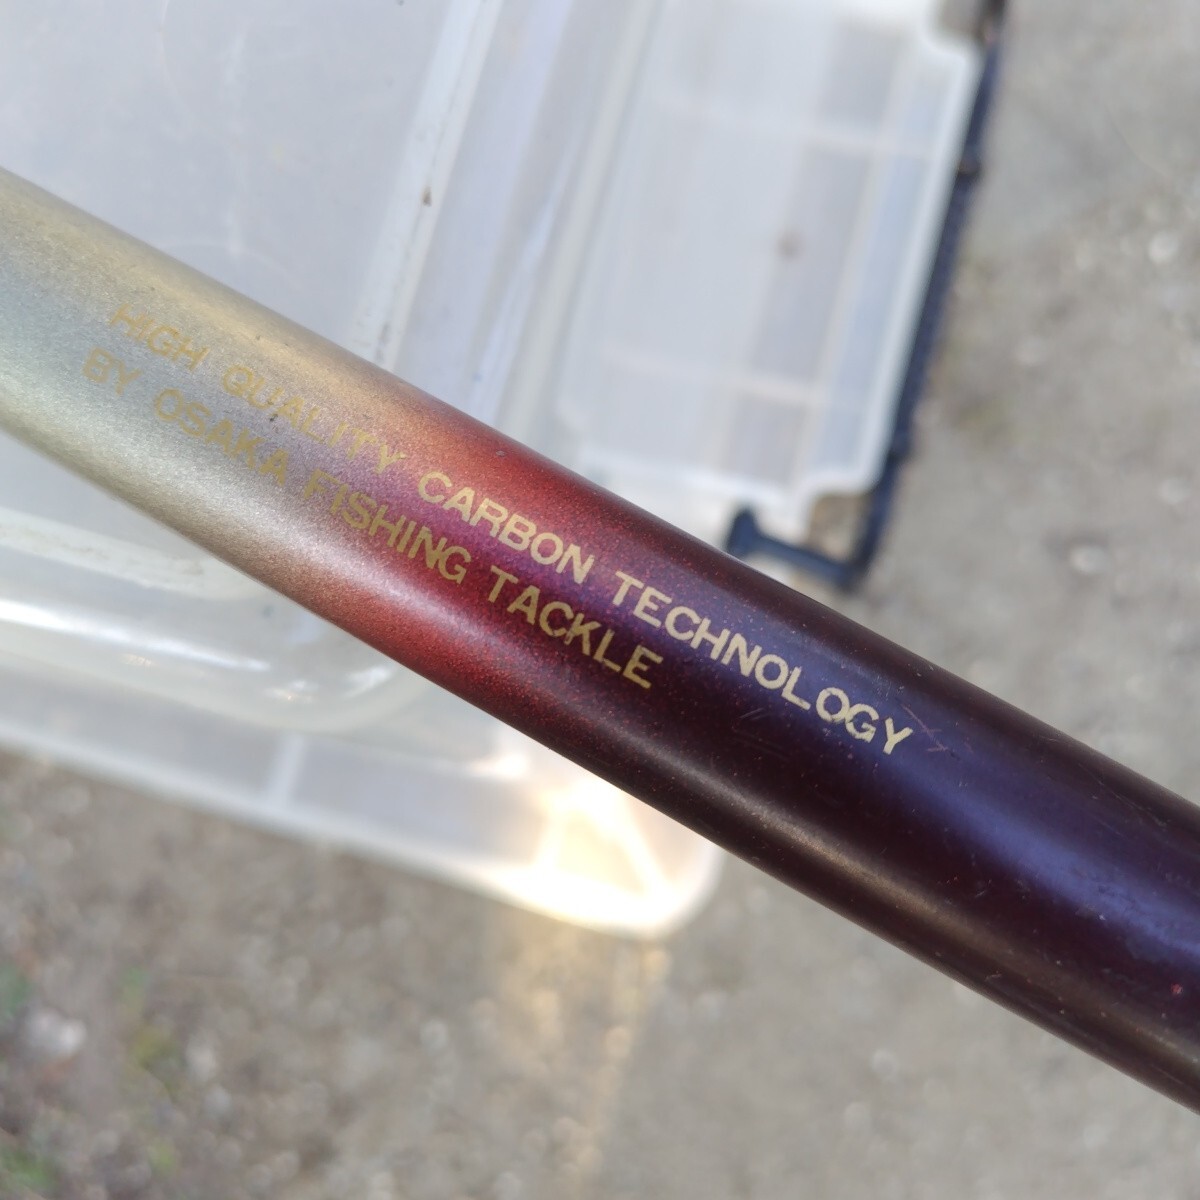 HIGH QUALITY CARBON TECHNOLOGY
BY OSAKA FISHING TACKLE